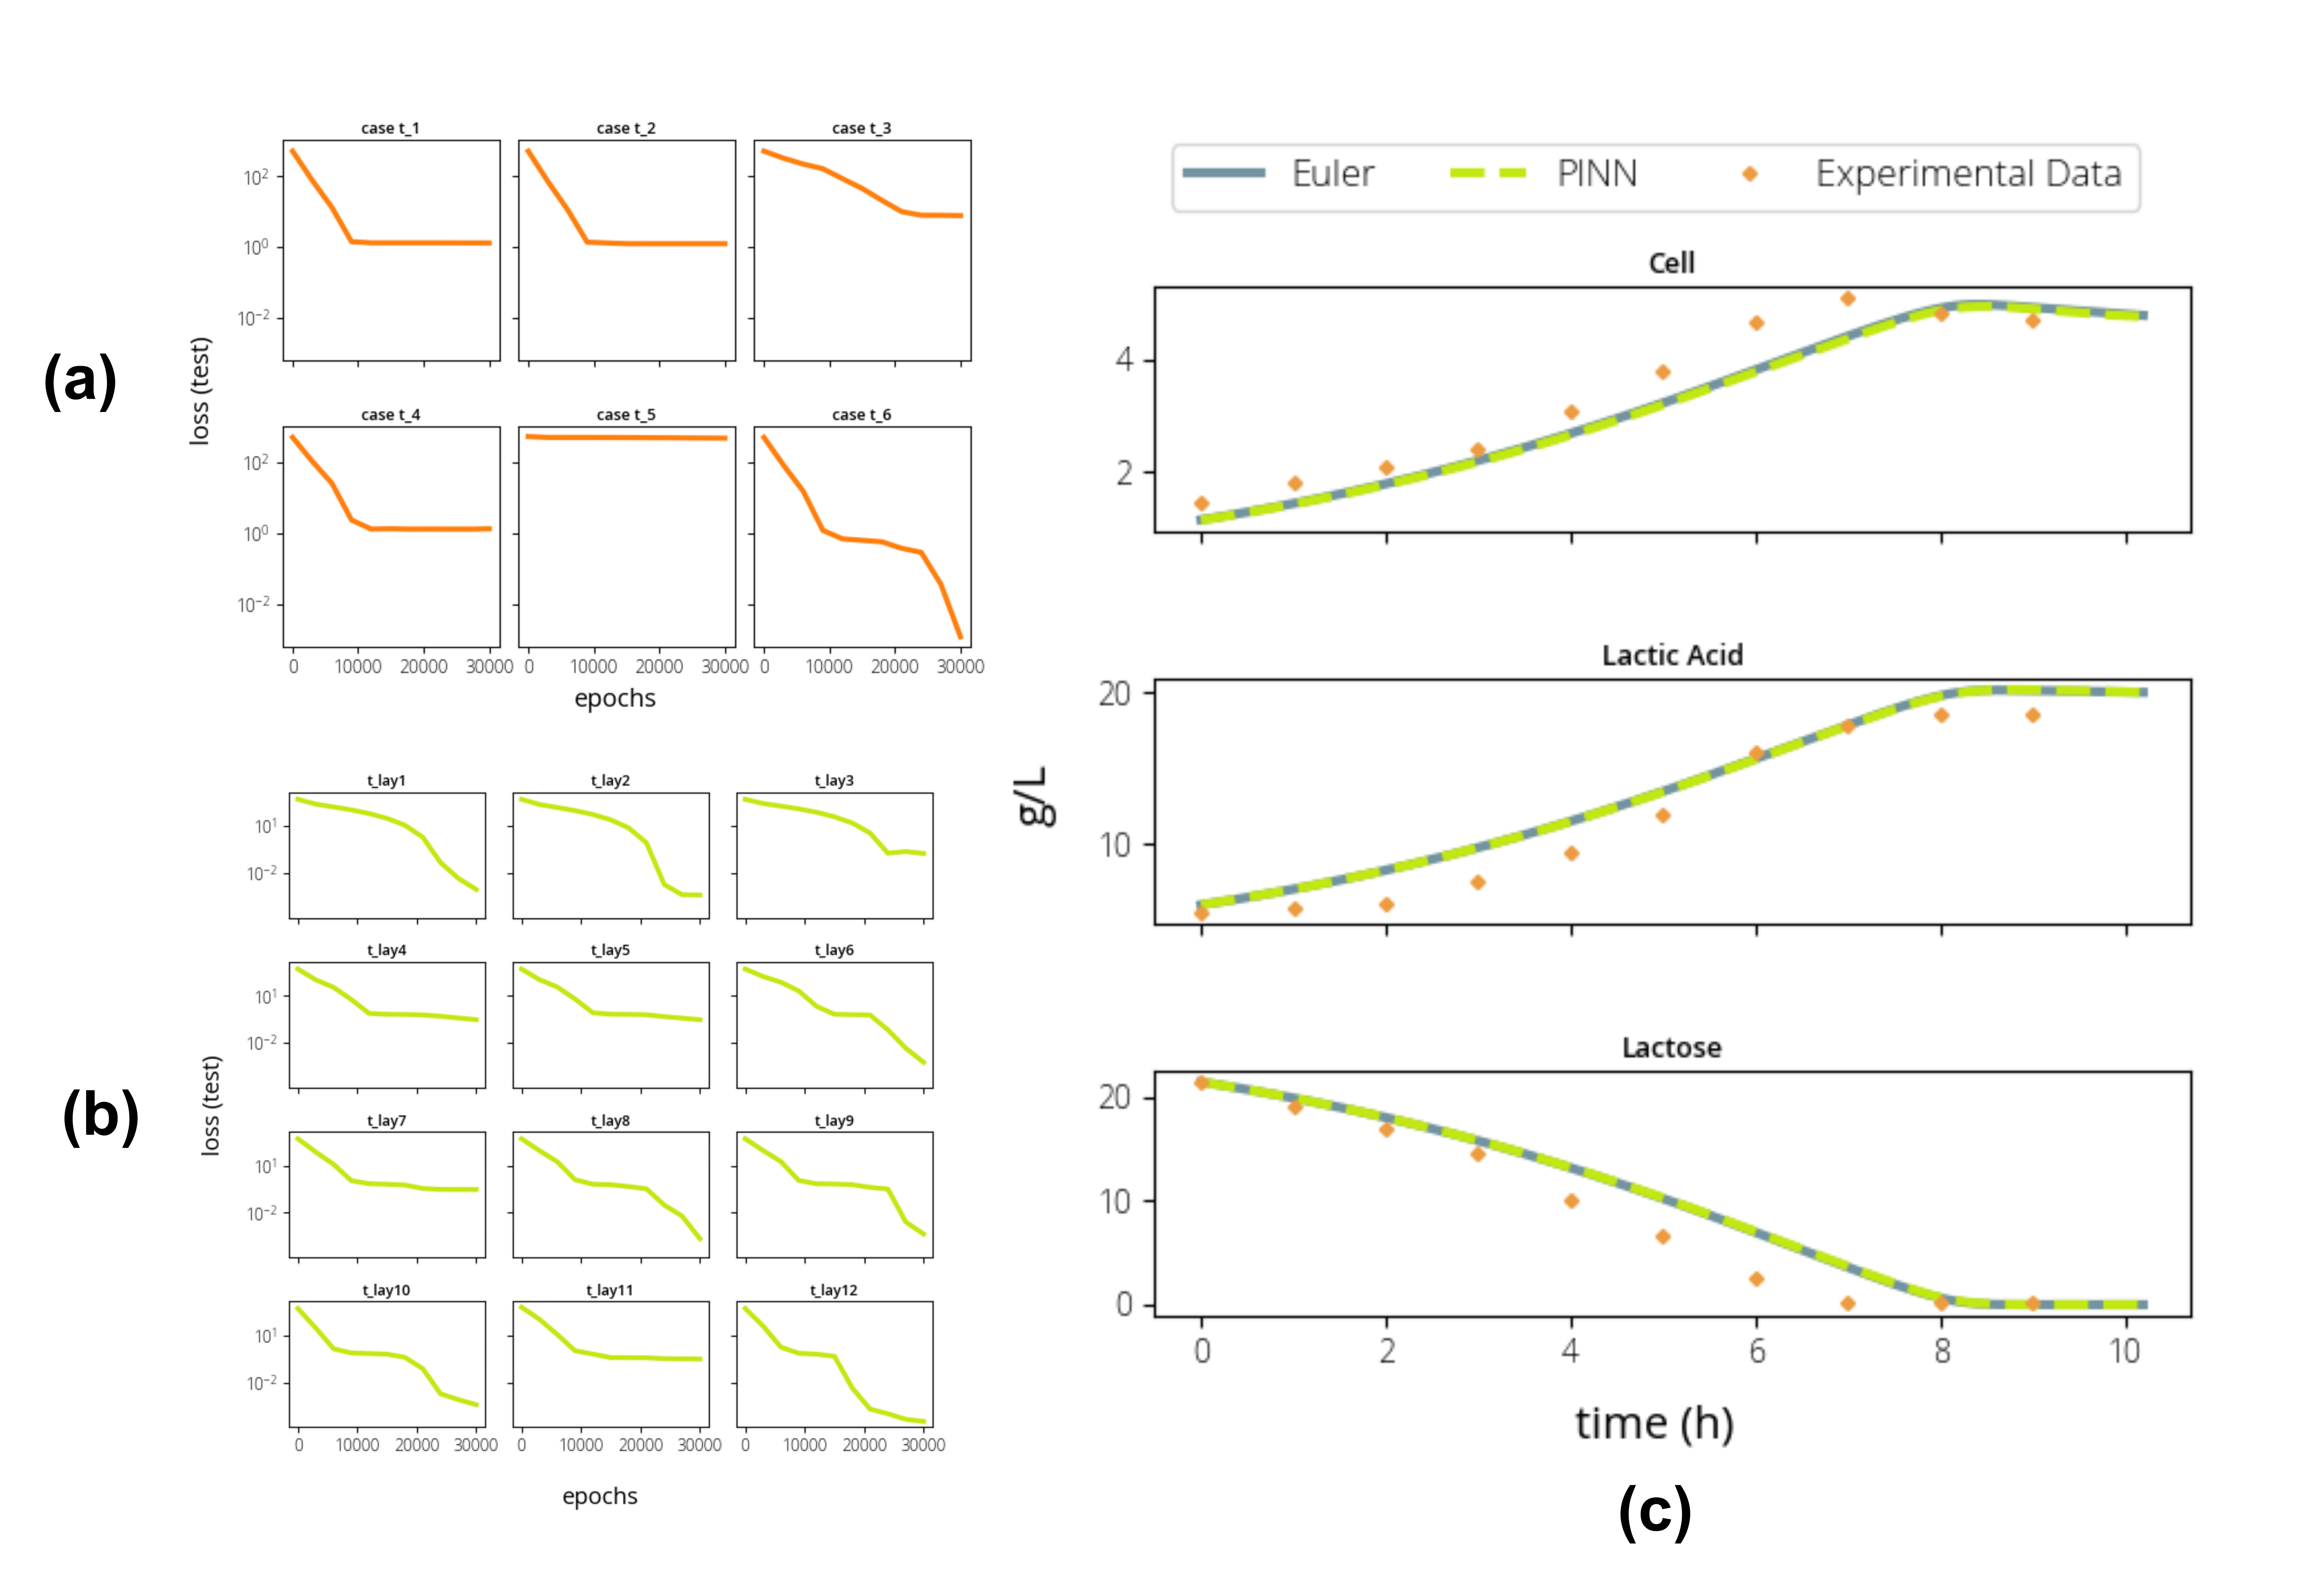 (a)
loss (test)
case t_1 case t_2 case t_3
10² 10⁰ 10⁻²
case t_4 case t_5 case t_6
10² 10⁰ 10⁻²
0 10000 20000 30000 0 10000 20000 30000 0 10000 20000 30000
epochs
(b)
loss (test)
t_lay1 t_lay2 t_lay3
10¹ 10⁻²
t_lay4 t_lay5 t_lay6
10¹ 10⁻²
t_lay7 t_lay8 t_lay9
10¹ 10⁻²
t_lay10 t_lay11 t_lay12
10¹ 10⁻²
0 10000 20000 30000 0 10000 20000 30000 0 10000 20000 30000
epochs
Euler PINN Experimental Data
g/L
Cell
4
2
Lactic Acid
20
10
Lactose
20
10
0
0 2 4 6 8 10
time (h)
(c)